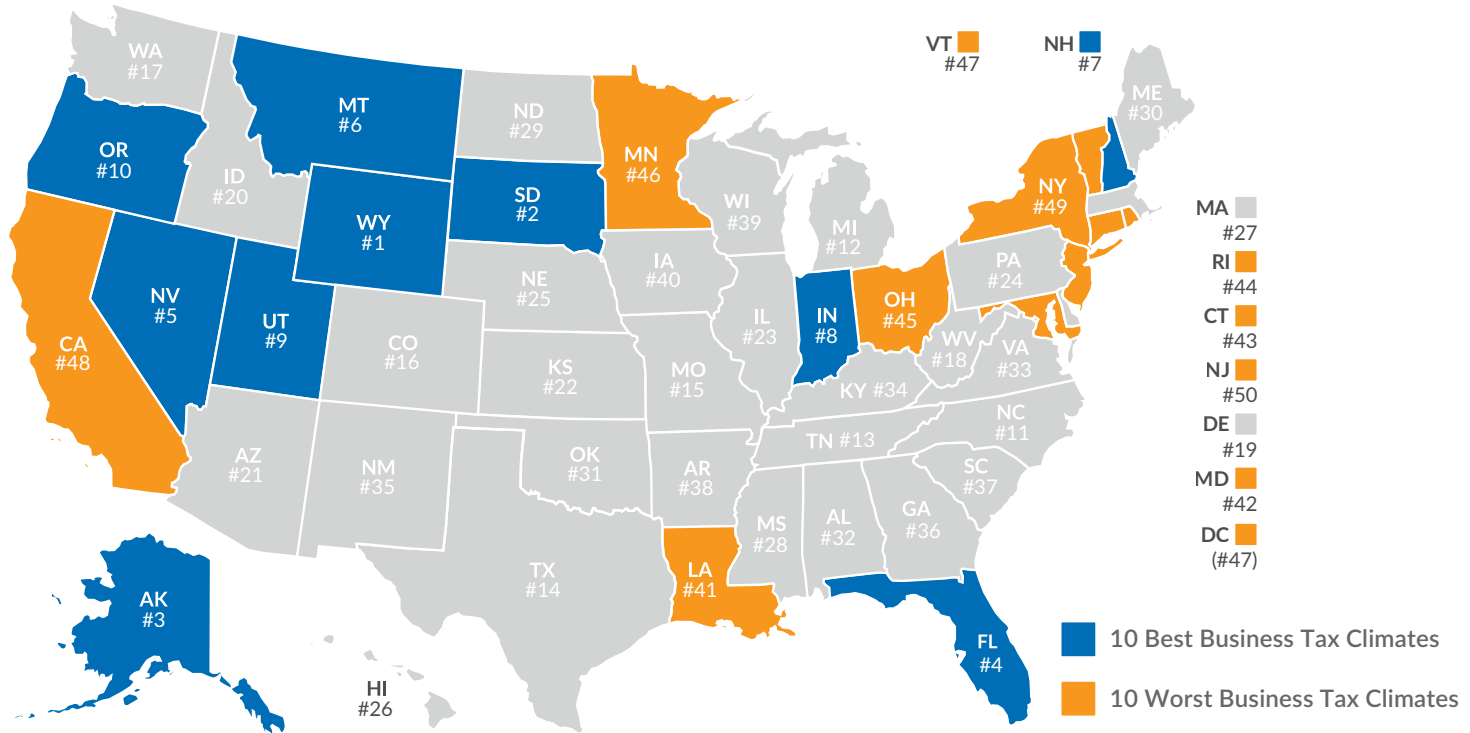 VT
#47
NH
#7
WA
#17
MT
#6
ND
#29
MN
#46
ME
#30
OR
#10
ID
#20
WY
#1
SD
#2
WI
#39
MI
#12
NY
#49
MA
#27
RI
#44
CT
#43
NJ
#50
DE
#19
MD
#42
DC
(#47)
NV
#5
UT
#9
CA
#48
CO
#16
NE
#25
IA
#40
IL
#23
IN
#8
OH
#45
PA
#24
WV
#18
VA
#33
KS
#22
MO
#15
KY #34
NC
#11
TN #13
AZ
#21
NM
#35
OK
#31
AR
#38
SC
#37
MS
#28
AL
#32
GA
#36
TX
#14
LA
#41
AK
#3
HI
#26
FL
#4
10 Best Business Tax Climates
10 Worst Business Tax Climates